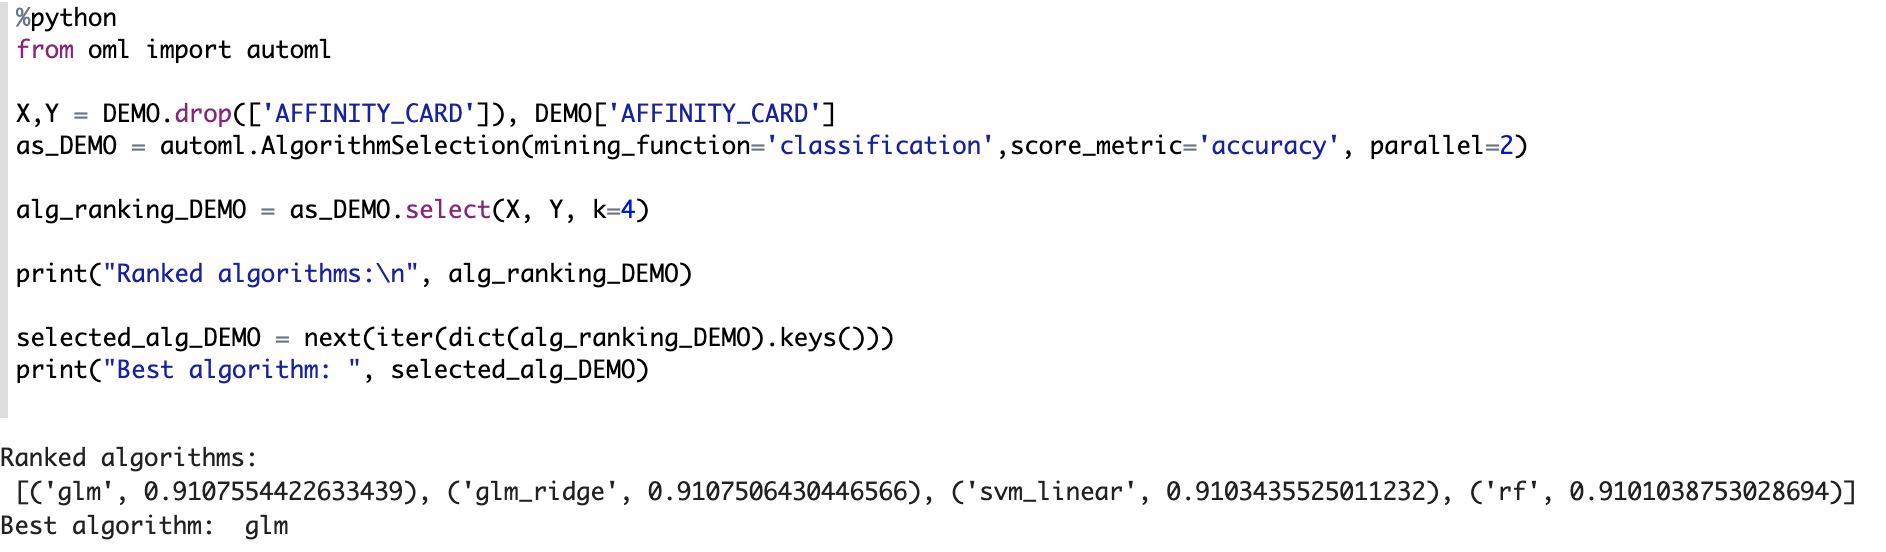 %python
from oml import automl
X,Y = DEMO.drop(['AFFINITY_CARD']), DEMO['AFFINITY_CARD']
as_DEMO = automl.AlgorithmSelection(mining_function='classification',score_metric='accuracy', parallel=2)
alg_ranking_DEMO = as_DEMO.select(X, Y, k=4)
print("Ranked algorithms:\n", alg_ranking_DEMO)
selected_alg_DEMO = next(iter(dict(alg_ranking_DEMO).keys()))
print("Best algorithm: ", selected_alg_DEMO)
Ranked algorithms:
[('glm', 0.9107554422633439), ('glm_ridge', 0.9107506430446566), ('svm_linear', 0.9103435525011232), ('rf', 0.9101038753028694)]
Best algorithm:  glm